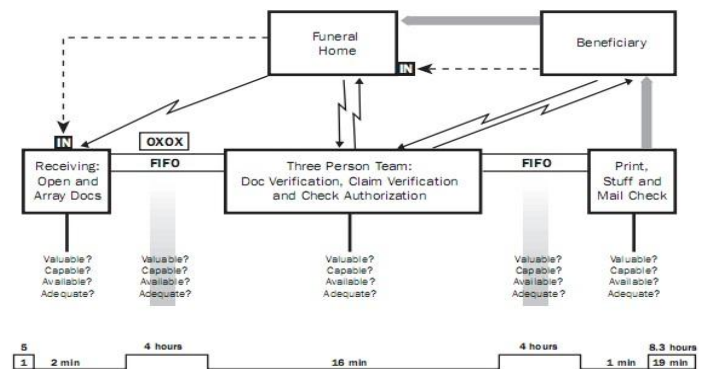 Funeral
Home
Beneficiary
IN
IN
OXOX
Receiving:
Open and
Array Docs
FIFO
Three Person Team:
Doc Verification, Claim Verification
and Check Authorization
FIFO
Print,
Stuff and
Mail Check
Valuable?
Capable?
Available?
Adequate?
Valuable?
Capable?
Available?
Adequate?
Valuable?
Capable?
Available?
Adequate?
Valuable?
Capable?
Available?
Adequate?
Valuable?
Capable?
Available?
Adequate?
5
4 hours
4 hours
8.3 hours
1
2 min
16 min
1 min
19 min